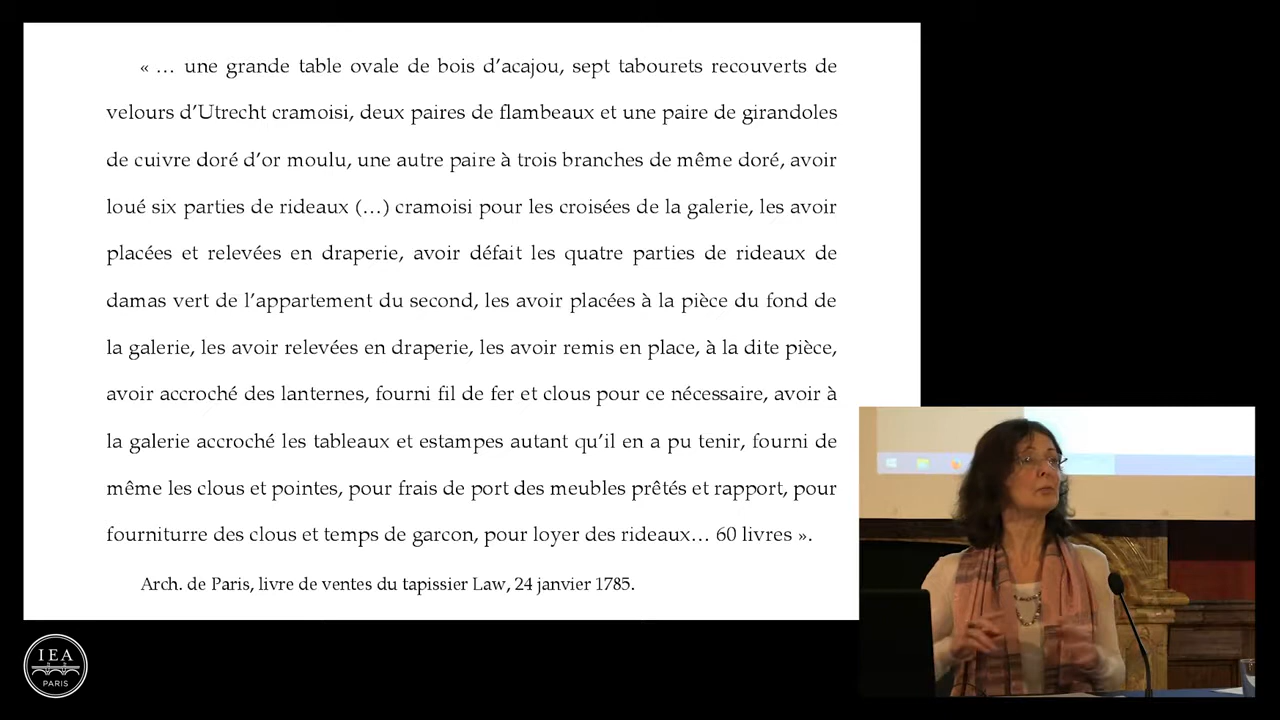 « … une grande table ovale de bois d’acajou, sept tabourets recouverts de
velours d’Utrecht cramoisi, deux paires de flambeaux et une paire de girandoles
de cuivre doré d’or moulu, une autre paire à trois branches de même doré, avoir
loué six parties de rideaux (…) cramoisi pour les croisées de la galerie, les avoir
placées et relevées en draperie, avoir défait les quatre parties de rideaux de
damas vert de l’appartement du second, les avoir placées à la pièce du fond de
la galerie, les avoir relevées en draperie, les avoir remis en place, à la dite pièce,
avoir accroché des lanternes, fourni fil de fer et clous pour ce nécessaire, avoir à
la galerie accroché les tableaux et estampes autant qu’il en a pu tenir, fourni de
même les clous et pointes, pour frais de port des meubles prêtés et rapport, pour
fourniturre des clous et temps de garcon, pour loyer des rideaux… 60 livres ».
Arch. de Paris, livre de ventes du tapissier Law, 24 janvier 1785.
IEA
PARIS